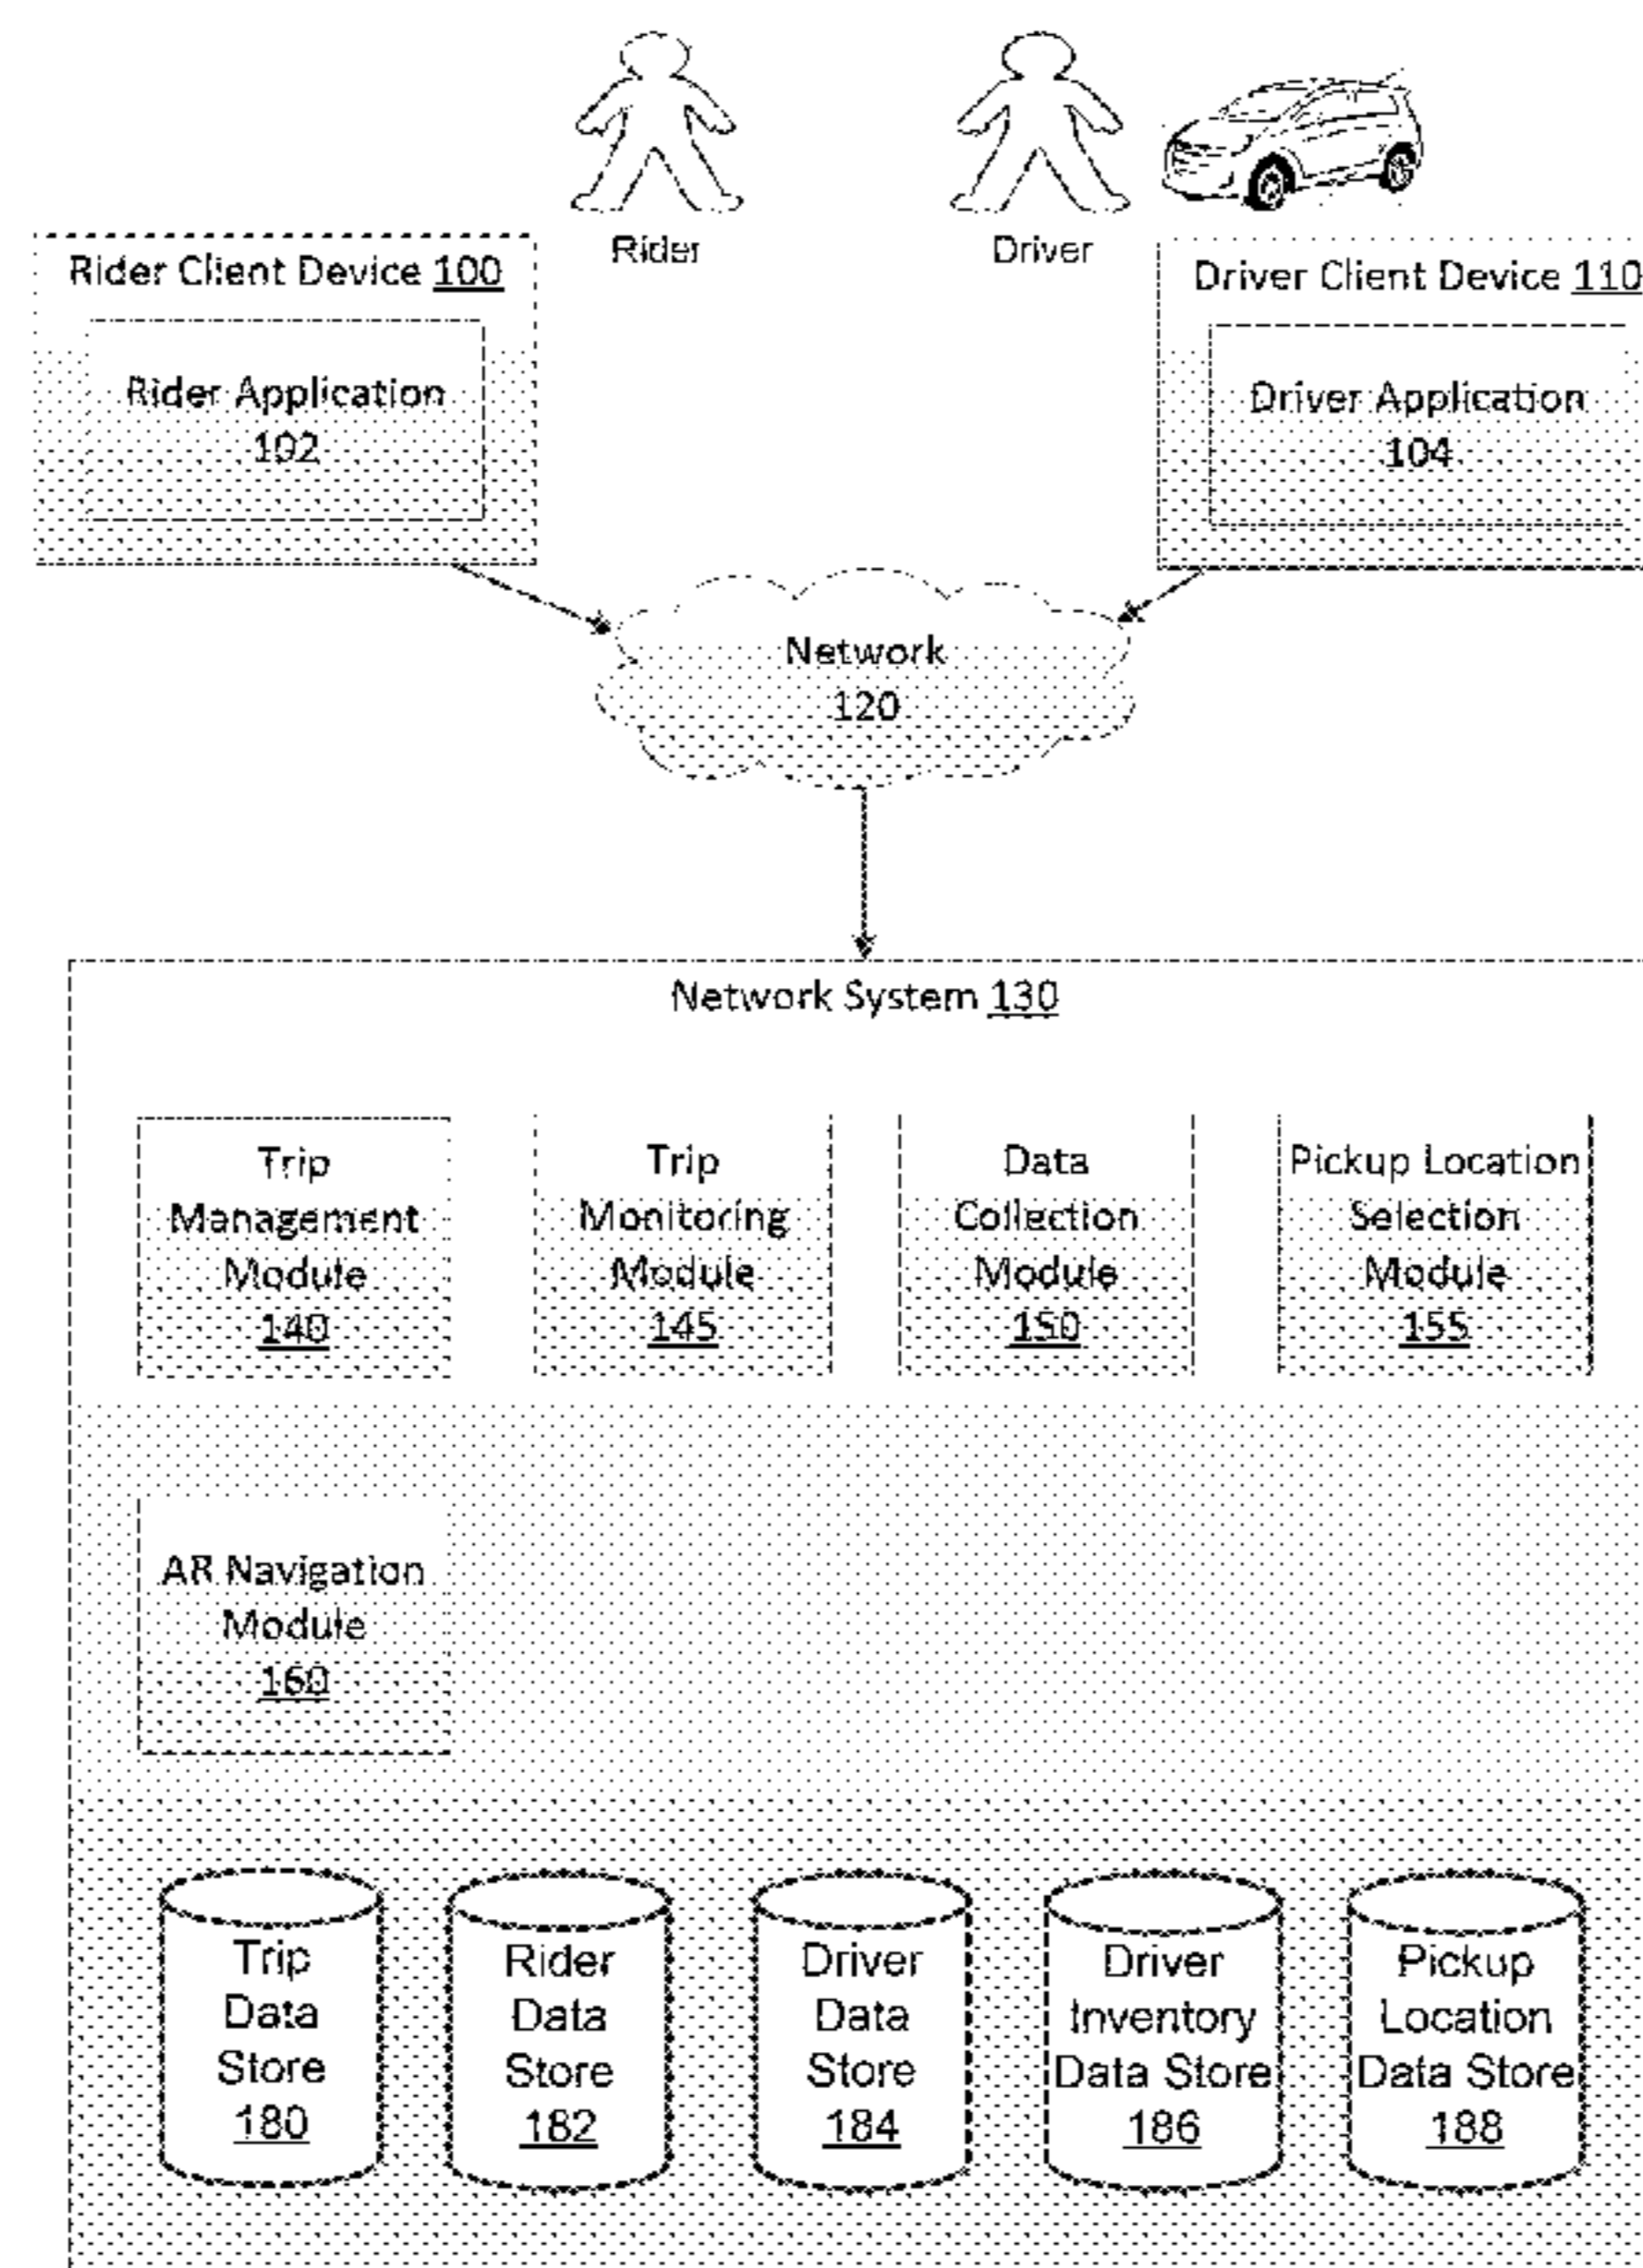 Rider
Driver
Rider Client Device 100
Driver Client Device 110
Rider Application
102
Driver Application
104
Network
120
Network System 130
Trip
Management
Module
140
Trip
Monitoring
Module
145
Data
Collection
Module
150
Pickup Location
Selection
Module
155
AR Navigation
Module
160
Trip
Data
Store
180
Rider
Data
Store
182
Driver
Data
Store
184
Driver
Inventory
Data Store
186
Pickup
Location
Data Store
188